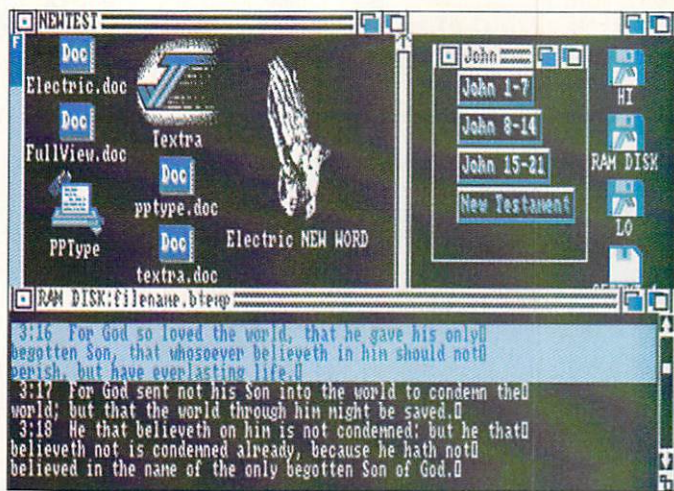 NEWTEST
Electric.doc
Doc
FullView.doc
Doc
PPType
Textra
Doc
pptype.doc
Doc
textra.doc
Electric NEW WORD
John
John 1-7
John 8-14
John 15-21
New Testament
HI
RAM DISK
LO
RAM DISK:filename.btemp
3:16 For God so loved the world, that he gave his only
begotten Son, that whosoever believeth in him should not
perish, but have everlasting life.
3:17 For God sent not his Son into the world to condemn the
world; but that the world through him might be saved.
3:18 He that believeth on him is not condemned: but he that
believeth not is condemned already, because he hath not
believed in the name of the only begotten Son of God.